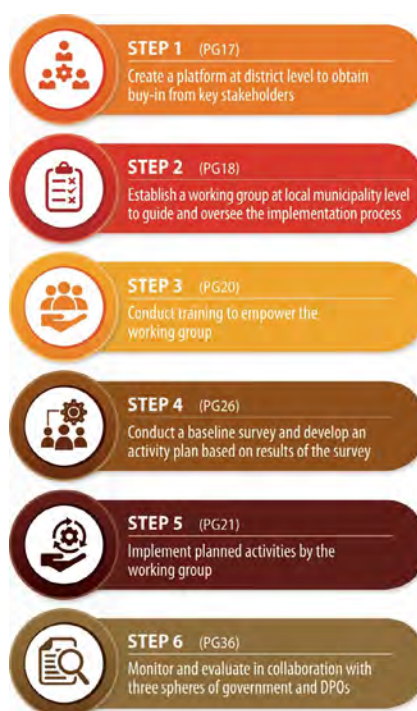 STEP 1 (PG17)
Create a platform at district level to obtain
buy-in from key stakeholders
STEP 2 (PG18)
Establish a working group at local municipality level
to guide and oversee the implementation process
STEP 3 (PG20)
Conduct training to empower the
working group
STEP 4 (PG26)
Conduct a baseline survey and develop an
activity plan based on results of the survey
STEP 5 (PG21)
Implement planned activities by the
working group
STEP 6 (PG36)
Monitor and evaluate in collaboration with
three spheres of government and DPOs